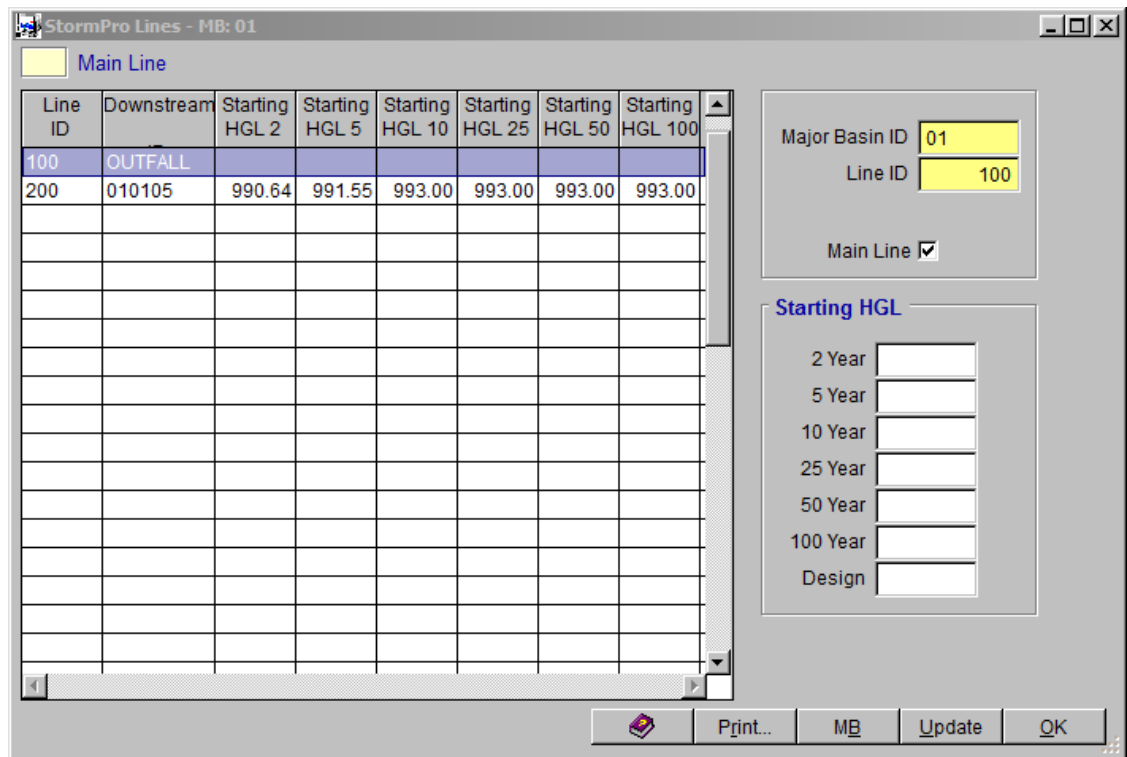 StormPro Lines - MB: 01
Main Line
Line ID Downstream Starting HGL 2 Starting HGL 5 Starting HGL 10 Starting HGL 25 Starting HGL 50 Starting HGL 100
100 OUTFALL
200 010105 990.64 991.55 993.00 993.00 993.00 993.00
Major Basin ID 01
Line ID 100
Main Line
Starting HGL
2 Year
5 Year
10 Year
25 Year
50 Year
100 Year
Design
Print... MB Update OK